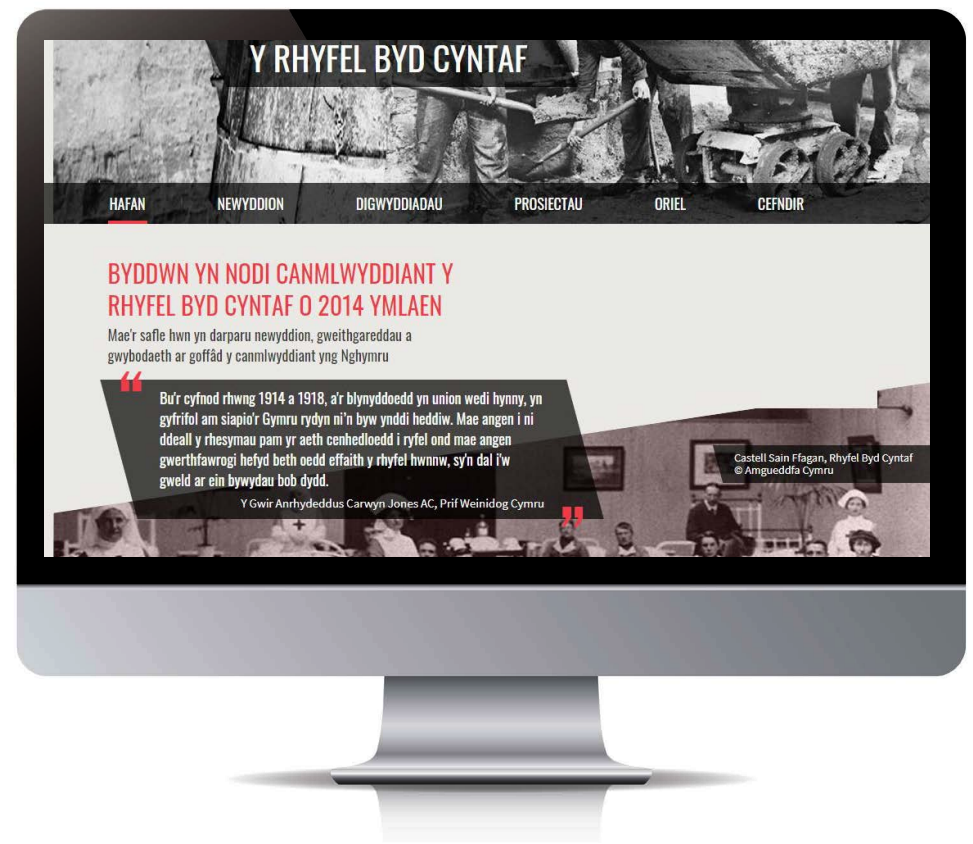 Y RHYFEL BYD CYNTAF
HAFAN NEWYDDION DIGWYDDIADAU PROSIECTAU ORIEL CEFNDIR
BYDDWN YN NODI CANMLWYDDIANT Y
RHYFEL BYD CYNTAF O 2014 YMLAEN
Mae'r safle hwn yn darparu newyddion, gweithgareddau a
gwybodaeth ar goffâd y canmlwyddiant yng Nghymru
“
Bu'r cyfnod rhwng 1914 a 1918, a'r blynyddoedd yn union wedi hynny, yn
gyfrifol am siapio'r Gymru rydyn ni’n byw ynddi heddiw. Mae angen i ni
ddeall y rhesymau pam yr aeth cenhedloedd i ryfel ond mae angen
gwerthfawrogi hefyd beth oedd effaith y rhyfel hwnnw, sy'n dal i'w
gweld ar ein bywydau bob dydd.
Y Gwir Anrhydeddus Carwyn Jones AC, Prif Weinidog Cymru
”
Castell Sain Ffagan, Rhyfel Byd Cyntaf
© Amgueddfa Cymru